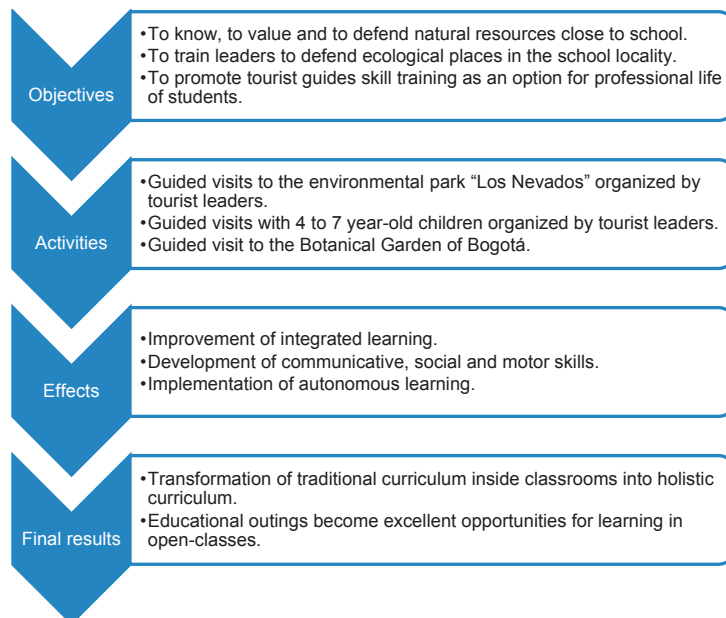 Objectives
•To know, to value and to defend natural resources close to school.
•To train leaders to defend ecological places in the school locality.
•To promote tourist guides skill training as an option for professional life
of students.
Activities
•Guided visits to the environmental park “Los Nevados” organized by
tourist leaders.
•Guided visits with 4 to 7 year-old children organized by tourist leaders.
•Guided visit to the Botanical Garden of Bogotá.
Effects
•Improvement of integrated learning.
•Development of communicative, social and motor skills.
•Implementation of autonomous learning.
Final results
•Transformation of traditional curriculum inside classrooms into holistic
curriculum.
•Educational outings become excellent opportunities for learning in
open-classes.